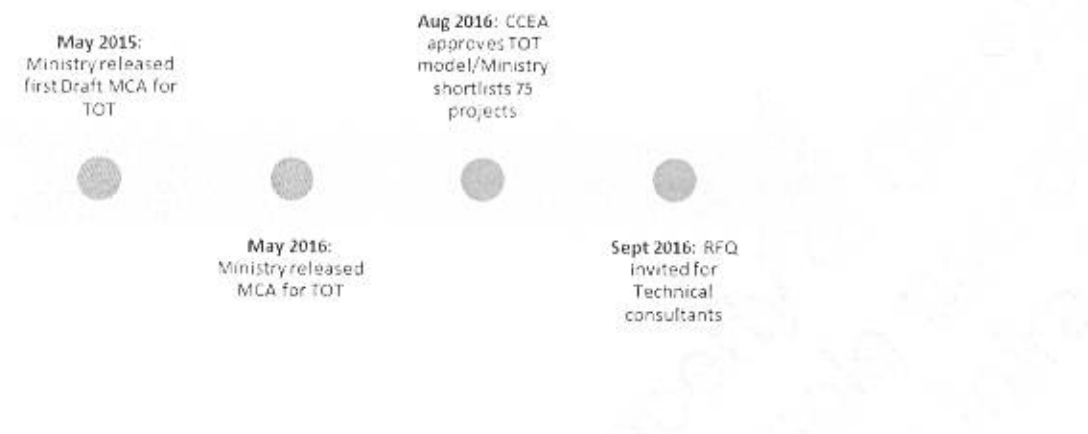 May 2015:
Ministry released
first Draft MCA for
TOT
May 2016:
Ministry released
MCA for TOT
Aug 2016: CCEA
approves TOT
model/Ministry
shortlists 75
projects
Sept 2016: RFQ
invited for
Technical
consultants